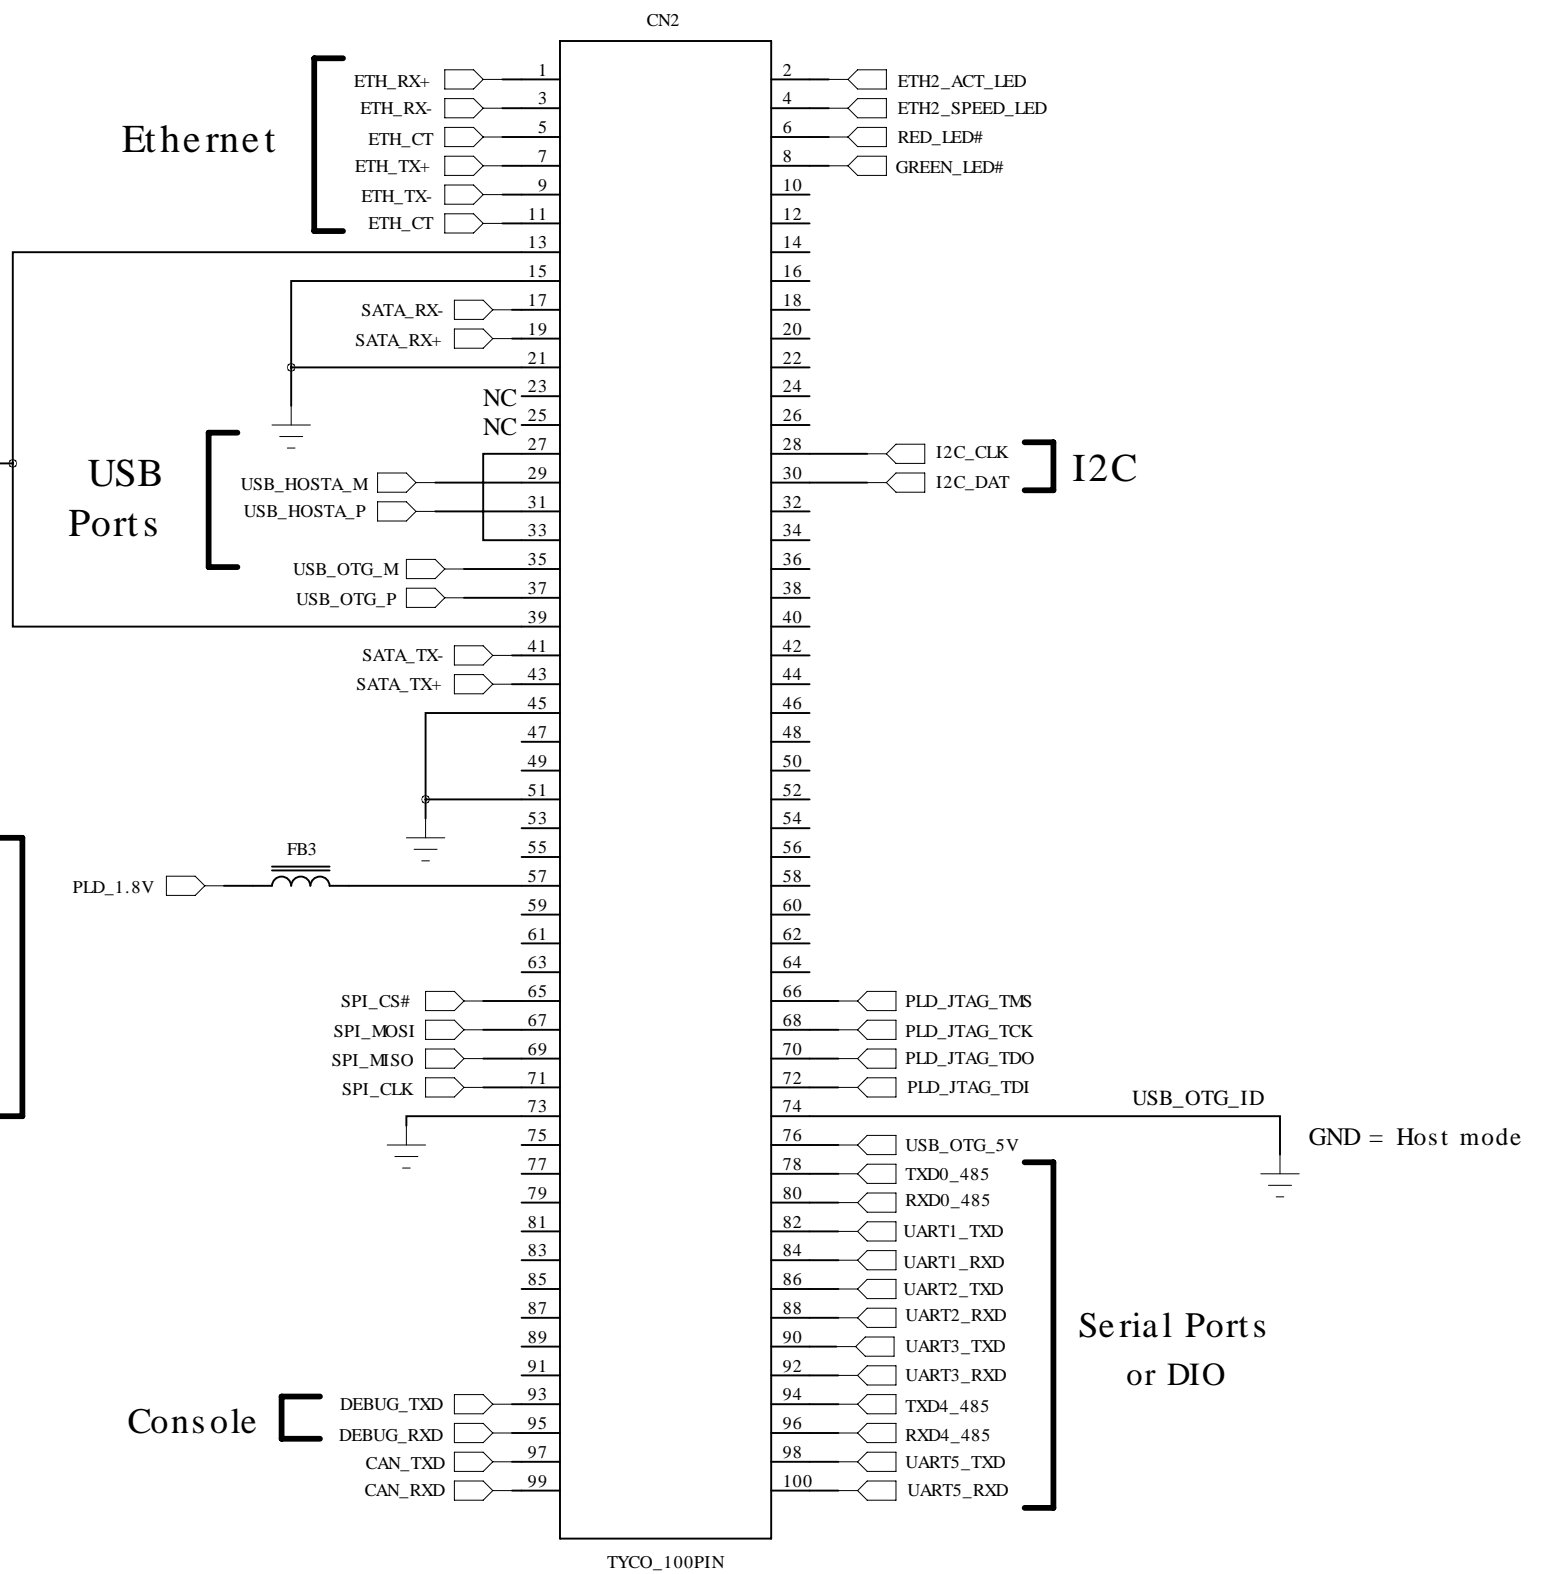 CN2
ETH_RX+ 1 2 ETH2_ACT_LED
ETH_RX- 3 4 ETH2_SPEED_LED
Ethernet
ETH_CT 5 6 RED_LED#
ETH_TX+ 7 8 GREEN_LED#
ETH_TX- 9 10
ETH_CT 11 12
13 14
15 16
SATA_RX- 17 18
SATA_RX+ 19 20
21 22
NC 23 24
NC 25 26
27 28 I2C_CLK
USB
Ports
USB_HOSTA_M 29 30 I2C_DAT
I2C
USB_HOSTA_P 31 32
33 34
USB_OTG_M 35 36
USB_OTG_P 37 38
39 40
SATA_TX- 41 42
SATA_TX+ 43 44
45 46
47 48
49 50
51 52
53 54
55 56
FB3
PLD_1.8V 57 58
59 60
61 62
63 64
SPI_CS# 65 66 PLD_JTAG_TMS
SPI_MOSI 67 68 PLD_JTAG_TCK
SPI_MISO 69 70 PLD_JTAG_TDO
SPI_CLK 71 72 PLD_JTAG_TDI
73 74 USB_OTG_ID
GND = Host mode
75 76 USB_OTG_5V
77 78 TXD0_485
79 80 RXD0_485
81 82 UART1_TXD
83 84 UART1_RXD
85 86 UART2_TXD
87 88 UART2_RXD
Serial Ports
or DIO
89 90 UART3_TXD
91 92 UART3_RXD
Console
DEBUG_TXD 93 94 TXD4_485
DEBUG_RXD 95 96 RXD4_485
CAN_TXD 97 98 UART5_TXD
CAN_RXD 99 100 UART5_RXD
TYCO_100PIN